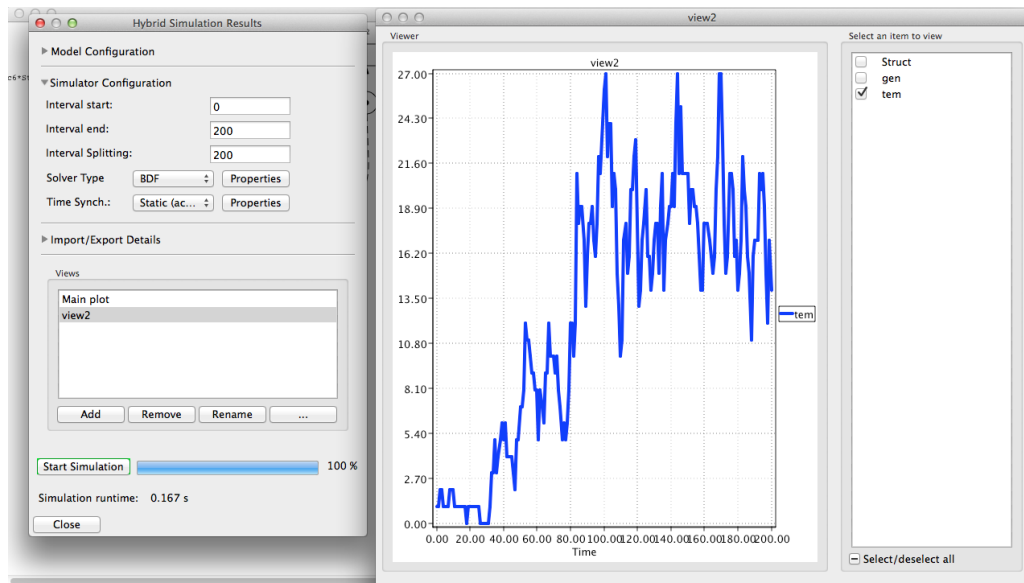 Hybrid Simulation Results
Model Configuration
Simulator Configuration
Interval start: 0
Interval end: 200
Interval Splitting: 200
Solver Type BDF Properties
Time Synch.: Static (ac... Properties
Import/Export Details
Views
Main plot
view2
Add Remove Rename ...
Start Simulation 100 %
Simulation runtime: 0.167 s
Close
view2
Viewer
view2
27.00
24.30
21.60
18.90
16.20
13.50
10.80
8.10
5.40
2.70
0.00
0.00 20.00 40.00 60.00 80.00 100.00 120.00 140.00 160.00 180.00 200.00
Time
tem
Select an item to view
Struct
gen
tem
Select/deselect all